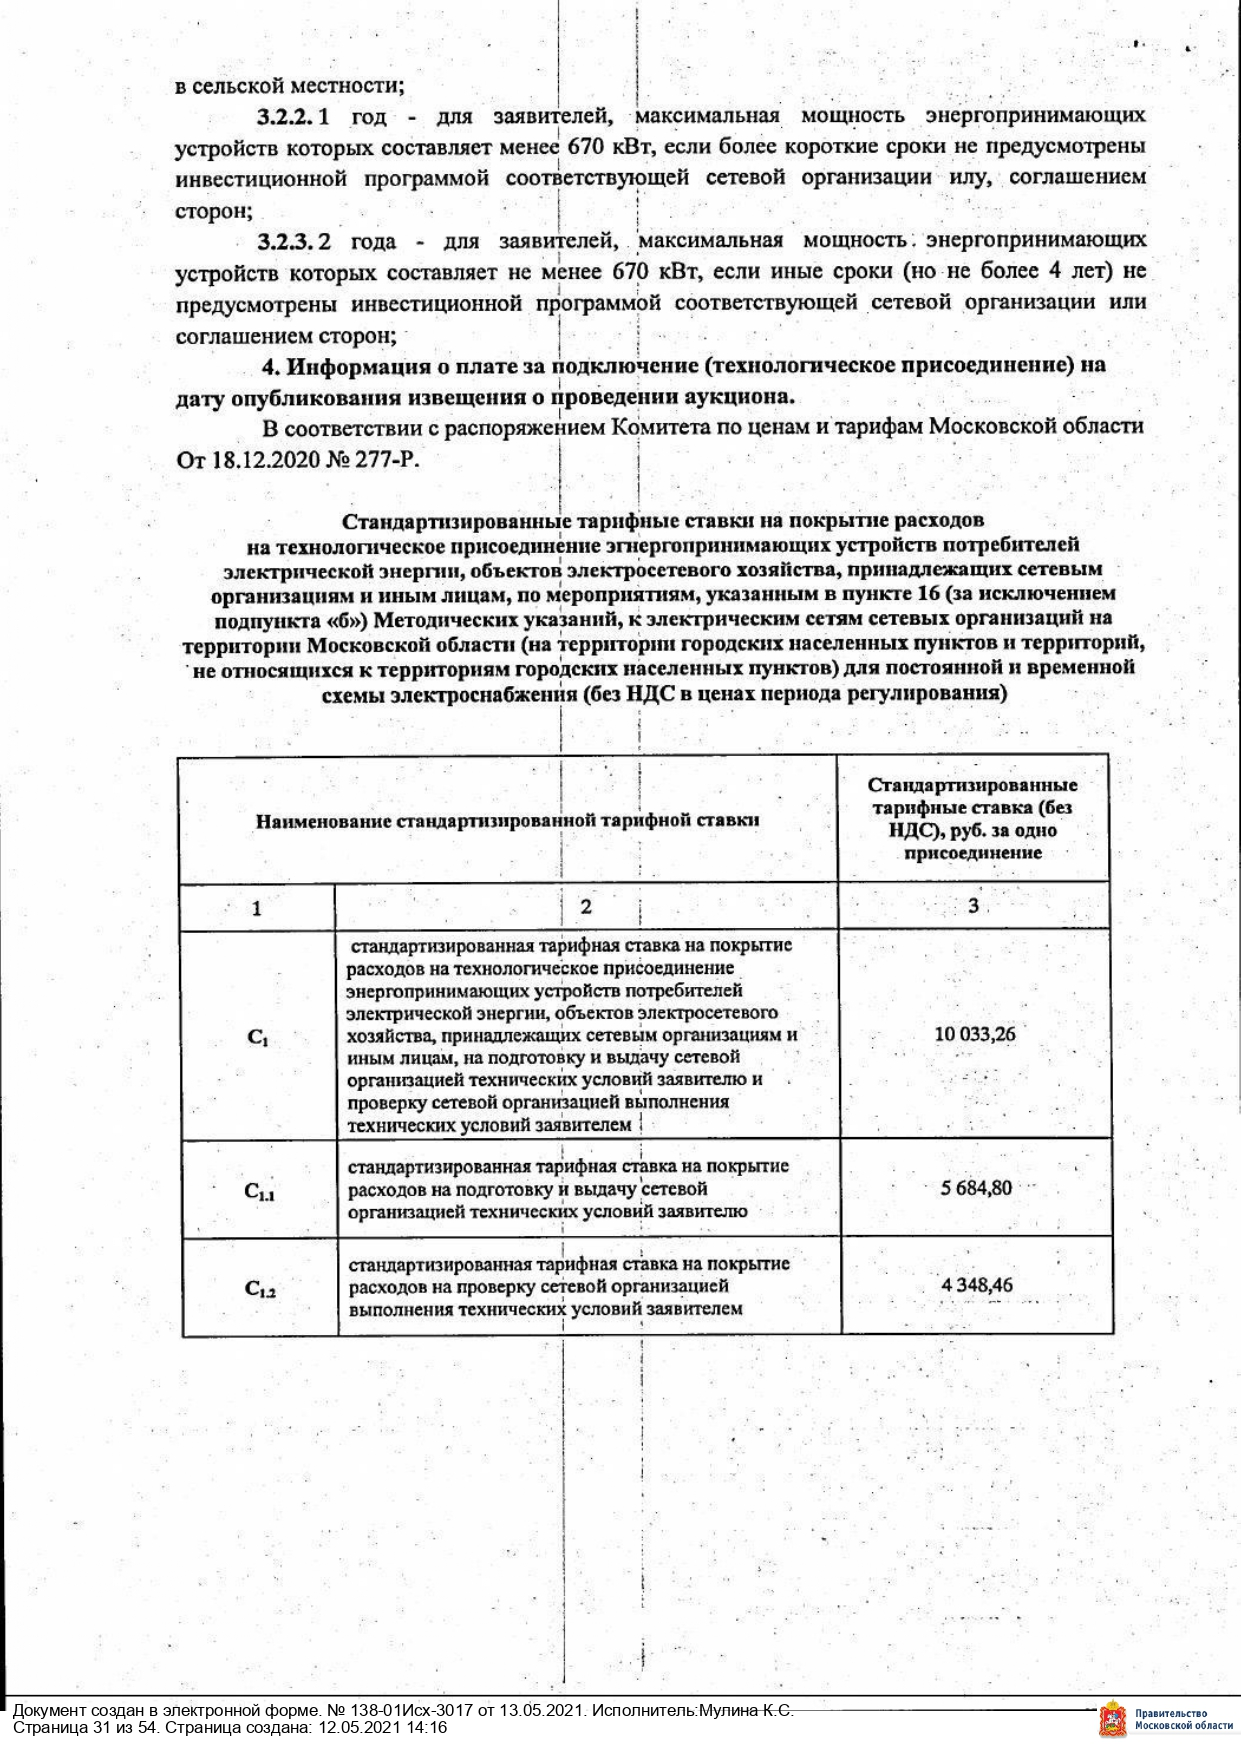 в сельской местности;
3.2.2. 1 год - для заявителей, максимальная мощность энергопринимающих
устройств которых составляет менее 670 кВт, если более короткие сроки не предусмотрены
инвестиционной программой соответствующей сетевой организации илу, соглашением
сторон;
3.2.3. 2 года - для заявителей, максимальная мощность энергопринимающих
устройств которых составляет не менее 670 кВт, если иные сроки (но не более 4 лет) не
предусмотрены инвестиционной программой соответствующей сетевой организации или
соглашением сторон;
4. Информация о плате за подключение (технологическое присоединение) на
дату опубликования извещения о проведении аукциона.
В соответствии с распоряжением Комитета по ценам и тарифам Московской области
От 18.12.2020 № 277-Р.
Стандартизированные тарифные ставки на покрытие расходов
на технологическое присоединение эгнергопринимающих устройств потребителей
электрической энергии, объектов электросетевого хозяйства, принадлежащих сетевым
организациям и иным лицам, по мероприятиям, указанным в пункте 16 (за исключением
подпункта «б») Методических указаний, к электрическим сетям сетевых организаций на
территории Московской области (на территории городских населенных пунктов и территорий,
не относящихся к территориям городских населенных пунктов) для постоянной и временной
схемы электроснабжения (без НДС в ценах периода регулирования)
Наименование стандартизированной тарифной ставки
Стандартизированные
тарифные ставка (без
НДС), руб. за одно
присоединение
1 2 3
стандартизированная тарифная ставка на покрытие
расходов на технологическое присоединение
энергопринимающих устройств потребителей
электрической энергии, объектов электросетевого
хозяйства, принадлежащих сетевым организациям и
иным лицам, на подготовку и выдачу сетевой
организацией технических условий заявителю и
проверку сетевой организацией выполнения
технических условий заявителем
С1
10 033,26
стандартизированная тарифная ставка на покрытие
расходов на подготовку и выдачу сетевой
организацией технических условий заявителю
С1.1
5 684,80
стандартизированная тарифная ставка на покрытие
расходов на проверку сетевой организацией
выполнения технических условий заявителем
С1.2
4 348,46
Документ создан в электронной форме. № 138-01Исх-3017 от 13.05.2021. Исполнитель:Мулина К.С.
Страница 31 из 54. Страница создана: 12.05.2021 14:16
Правительство
Московской области